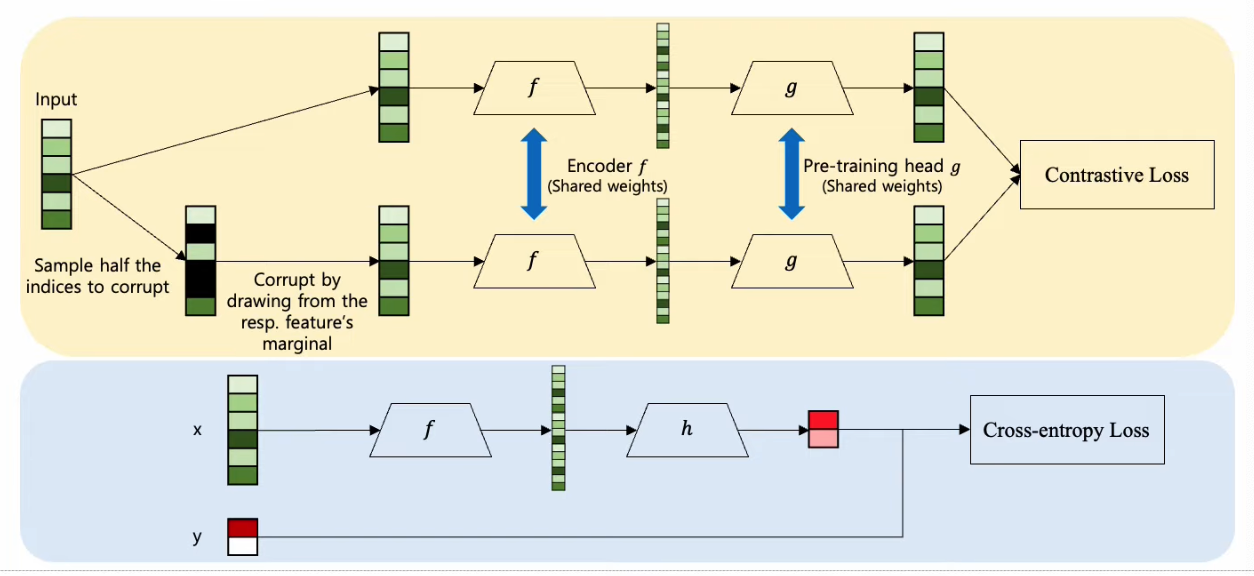 Input
f
g
Encoder f
(Shared weights)
Pre-training head g
(Shared weights)
Contrastive Loss
Sample half the
indices to corrupt
Corrupt by
drawing from the
resp. feature's
marginal
f
g
x
f
h
Cross-entropy Loss
y